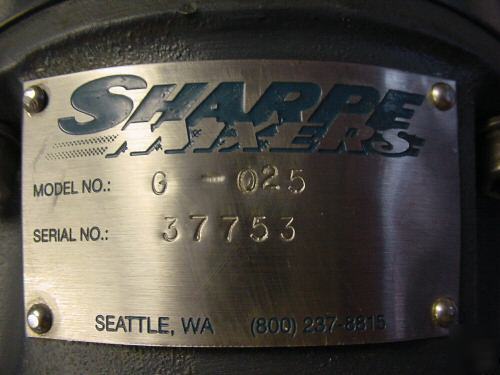 SHARPE
MIXERS
MODEL NO.: G - 025
SERIAL NO.: 37753
SEATTLE, WA (800) 237-8815